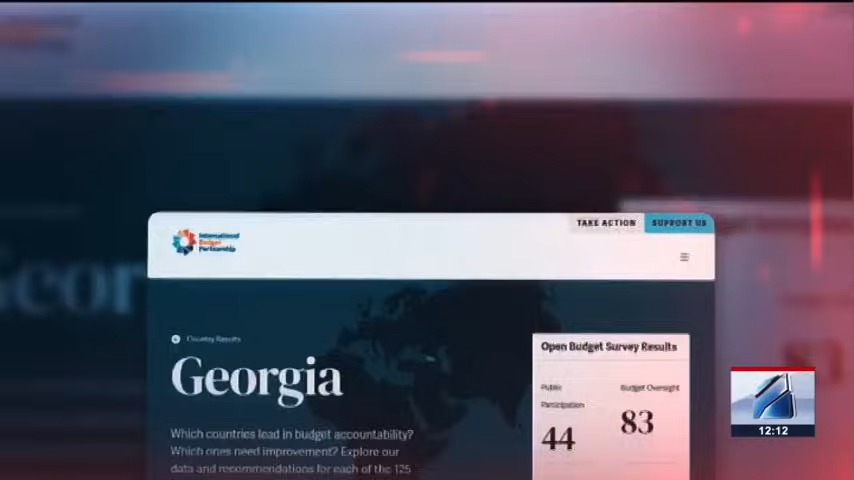 TAKE ACTION
SUPPORT US
International
Budget
Partnership
Country Results
Georgia
Which countries lead in budget accountability?
Which ones need improvement? Explore our
data and recommendations for each of the 125
Open Budget Survey Results
Public
Participation
44
Budget Oversight
83
Geor
83
12:12